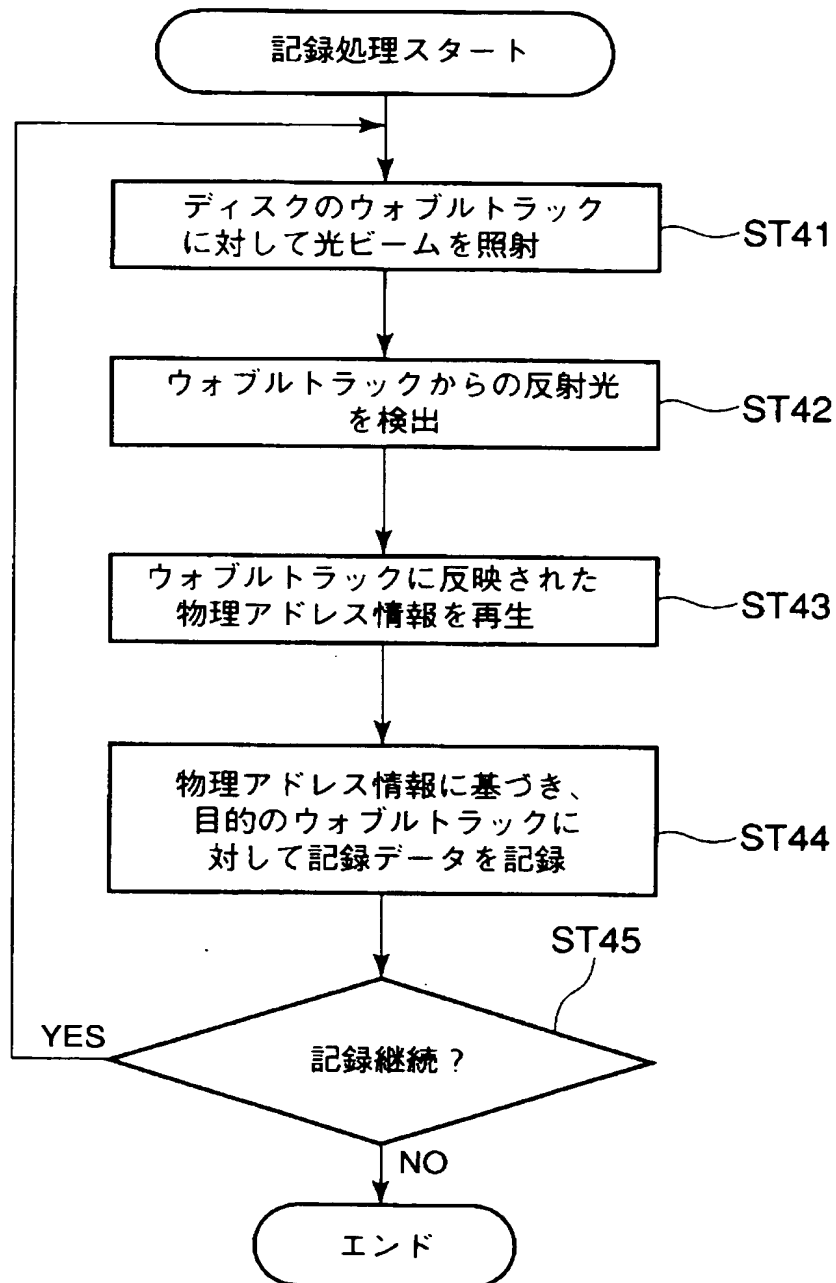 記録処理スタート
ディスクのウォブルトラック
に対して光ビームを照射
ST41
ウォブルトラックからの反射光
を検出
ST42
ウォブルトラックに反映された
物理アドレス情報を再生
ST43
物理アドレス情報に基づき、
目的のウォブルトラックに
対して記録データを記録
ST44
ST45
YES
記録継続？
NO
エンド